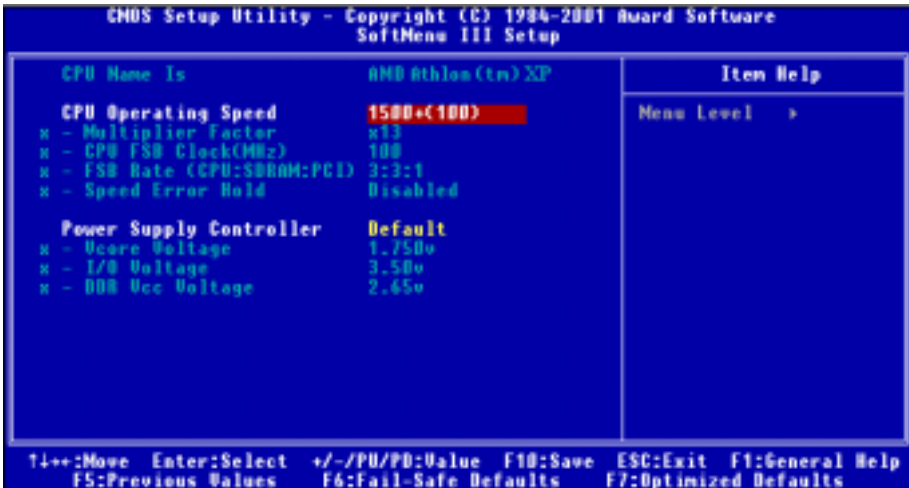 CMOS Setup Utility - Copyright (C) 1984-2001 Award Software
SoftMenu III Setup
CPU Name Is AMD Athlon(tm) XP
Item Help
CPU Operating Speed 1500+(100)
Menu Level ▸
x - Multiplier Factor x13
x - CPU FSB Clock(MHz) 100
x - FSB Rate (CPU:SDRAM:PCI) 3:3:1
x - Speed Error Hold Disabled
Power Supply Controller Default
x - Vcore Voltage 1.750v
x - I/O Voltage 3.50v
x - DDR Vcc Voltage 2.65v
↑↓→←:Move Enter:Select +/-/PU/PD:Value F10:Save ESC:Exit F1:General Help
F5:Previous Values F6:Fail-Safe Defaults F7:Optimized Defaults